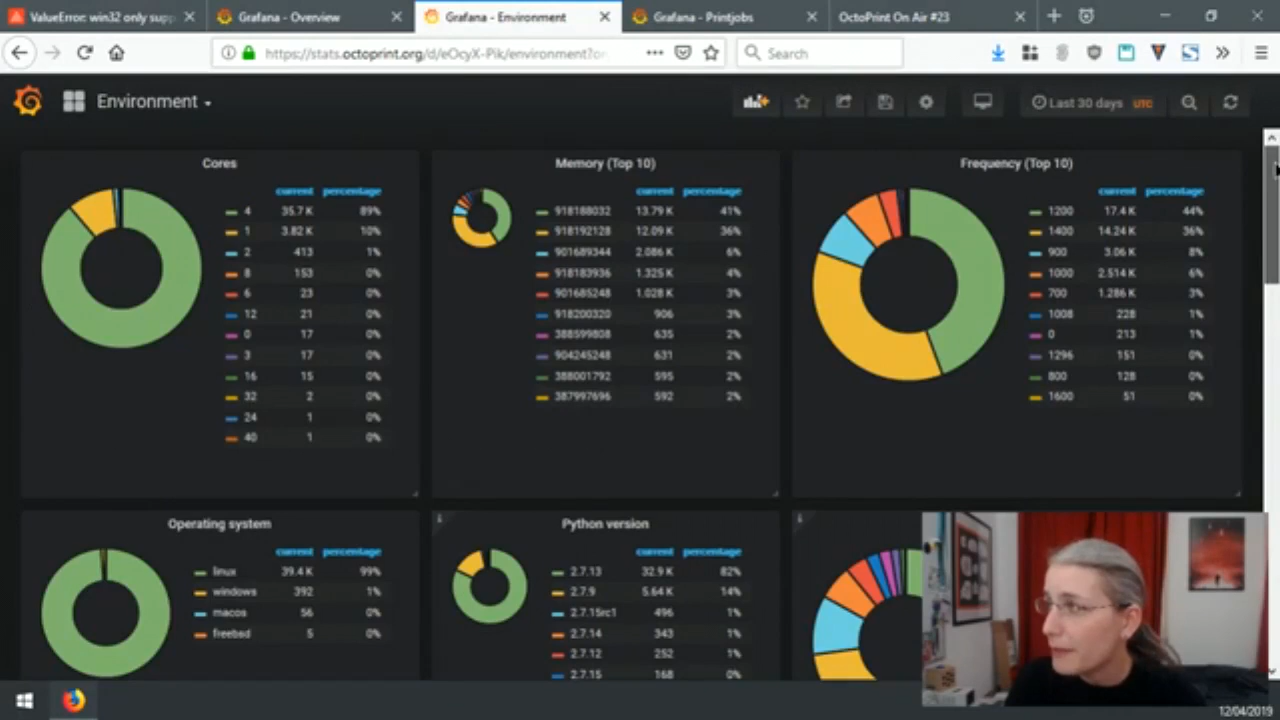 ValueError: win32 only supp
Grafana - Overview
Grafana - Environment
Grafana - Printjobs
OctoPrint On Air #23
https://stats.octoprint.org/d/eOcyX-Pik/environment?or
Search
Environment
Last 30 days UTC
Cores
current percentage
4 35.7 K 89%
1 3.82 K 10%
2 413 1%
8 153 0%
6 23 0%
12 21 0%
0 17 0%
3 17 0%
16 15 0%
32 2 0%
24 1 0%
40 1 0%
Memory (Top 10)
current percentage
918188032 13.79 K 41%
918192128 12.09 K 36%
901689344 2.086 K 6%
918183936 1.325 K 4%
901685248 1.028 K 3%
918200320 906 3%
388599808 635 2%
904245248 631 2%
388001792 595 2%
387997696 592 2%
Frequency (Top 10)
current percentage
1200 17.4 K 44%
1400 14.24 K 36%
900 3.06 K 8%
1000 2.514 K 6%
700 1.286 K 3%
1008 228 1%
0 213 1%
1296 151 0%
800 128 0%
1600 51 0%
Operating system
current percentage
linux 39.4 K 99%
windows 392 1%
macos 56 0%
freebsd 5 0%
Python version
current percentage
2.7.13 32.9 K 82%
2.7.9 5.64 K 14%
2.7.15rc1 496 1%
2.7.14 343 1%
2.7.12 252 1%
2.7.15 168 0%
12/04/2019